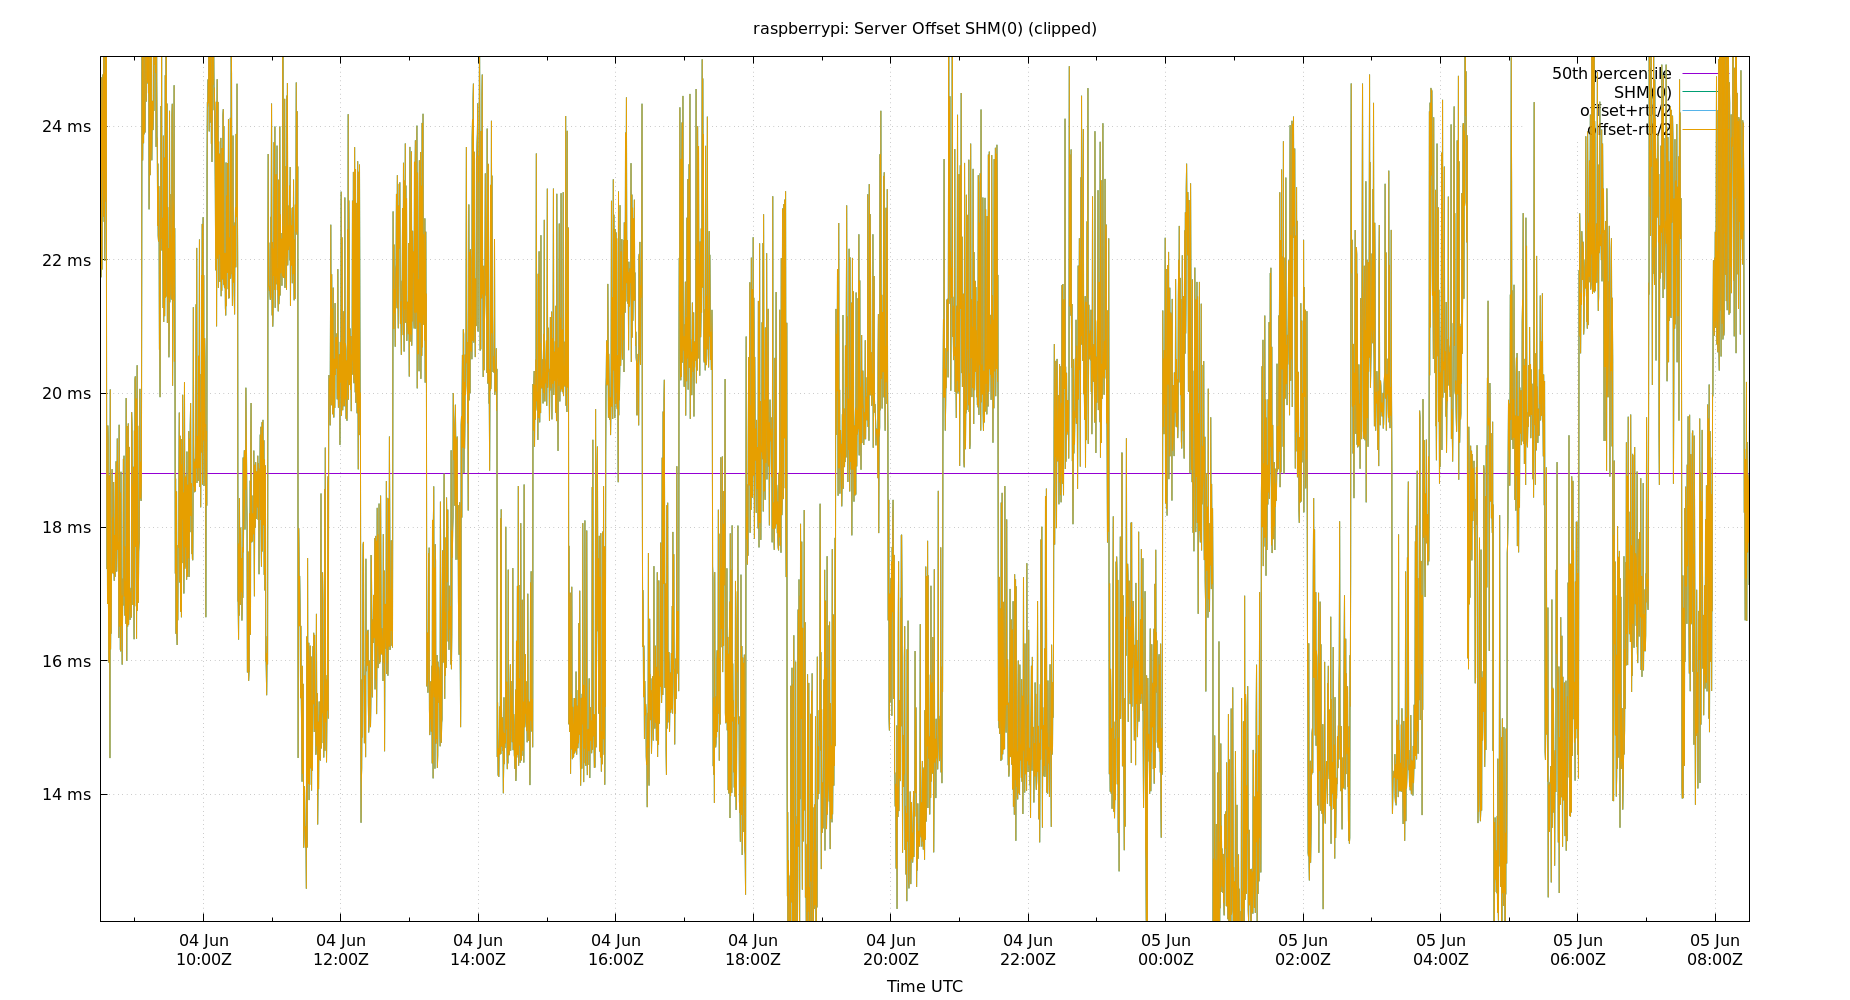 raspberrypi: Server Offset SHM(0) (clipped)
50th percentile
SHM(0)
offset+rtt/2
offset-rtt/2
24 ms
22 ms
20 ms
18 ms
16 ms
14 ms
04 Jun 04 Jun 04 Jun 04 Jun 04 Jun 04 Jun 04 Jun 05 Jun 05 Jun 05 Jun 05 Jun 05 Jun
10:00Z 12:00Z 14:00Z 16:00Z 18:00Z 20:00Z 22:00Z 00:00Z 02:00Z 04:00Z 06:00Z 08:00Z
Time UTC